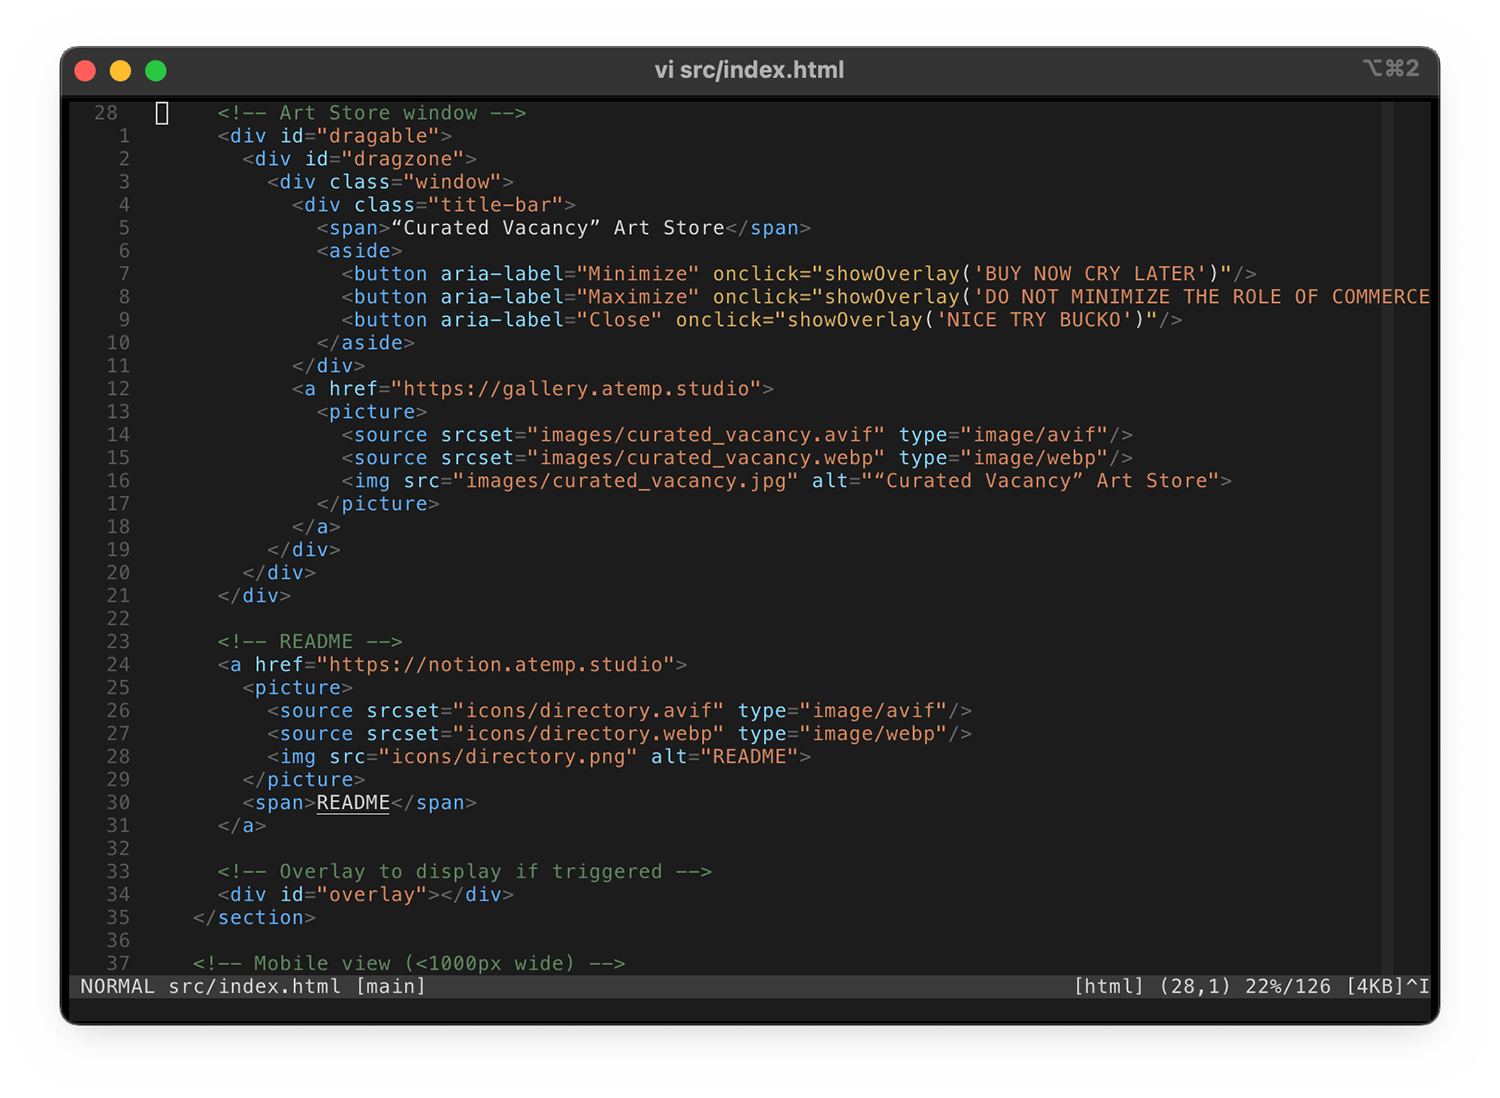 vi src/index.html
⌥⌘2
28 <!-- Art Store window -->
1 <div id="dragable">
2 <div id="dragzone">
3 <div class="window">
4 <div class="title-bar">
5 <span>“Curated Vacancy” Art Store</span>
6 <aside>
7 <button aria-label="Minimize" onclick="showOverlay('BUY NOW CRY LATER')"/>
8 <button aria-label="Maximize" onclick="showOverlay('DO NOT MINIMIZE THE ROLE OF COMMERCE
9 <button aria-label="Close" onclick="showOverlay('NICE TRY BUCKO')"/>
10 </aside>
11 </div>
12 <a href="https://gallery.atemp.studio">
13 <picture>
14 <source srcset="images/curated_vacancy.avif" type="image/avif"/>
15 <source srcset="images/curated_vacancy.webp" type="image/webp"/>
16 <img src="images/curated_vacancy.jpg" alt="“Curated Vacancy” Art Store">
17 </picture>
18 </a>
19 </div>
20 </div>
21 </div>
22
23 <!-- README -->
24 <a href="https://notion.atemp.studio">
25 <picture>
26 <source srcset="icons/directory.avif" type="image/avif"/>
27 <source srcset="icons/directory.webp" type="image/webp"/>
28 <img src="icons/directory.png" alt="README">
29 </picture>
30 <span>README</span>
31 </a>
32
33 <!-- Overlay to display if triggered -->
34 <div id="overlay"></div>
35 </section>
36
37 <!-- Mobile view (<1000px wide) -->
NORMAL src/index.html [main] [html] (28,1) 22%/126 [4KB]^I